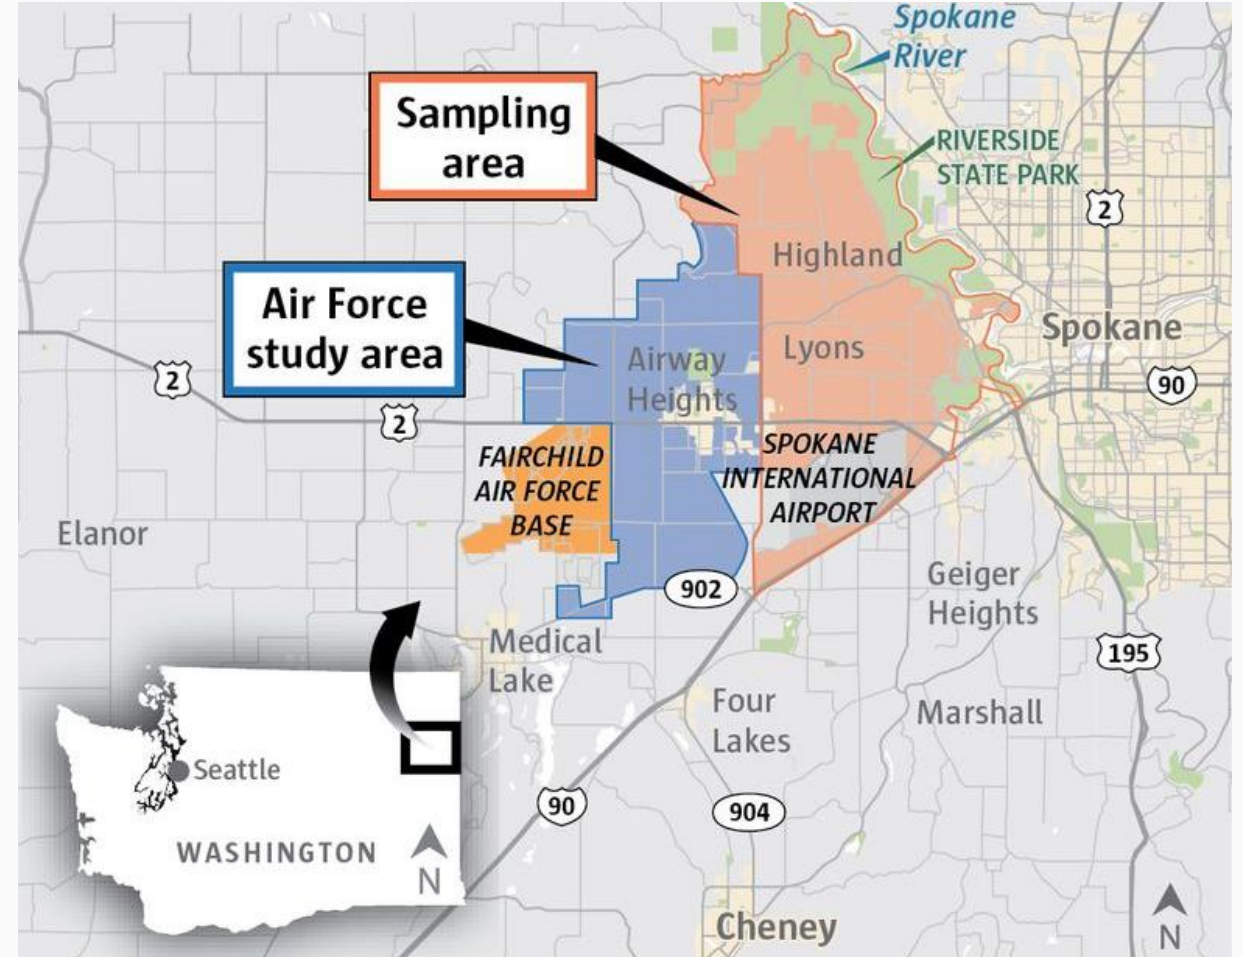 Spokane
River
Sampling
area
RIVERSIDE
STATE PARK
2
Highland
Air Force
study area
Spokane
Airway
Heights
Lyons
2
90
2
FAIRCHILD
AIR FORCE
BASE
SPOKANE
INTERNATIONAL
AIRPORT
Elanor
902
Geiger
Heights
Medical
Lake
195
Four
Lakes
Marshall
Seattle
90
904
WASHINGTON
N
Cheney
N